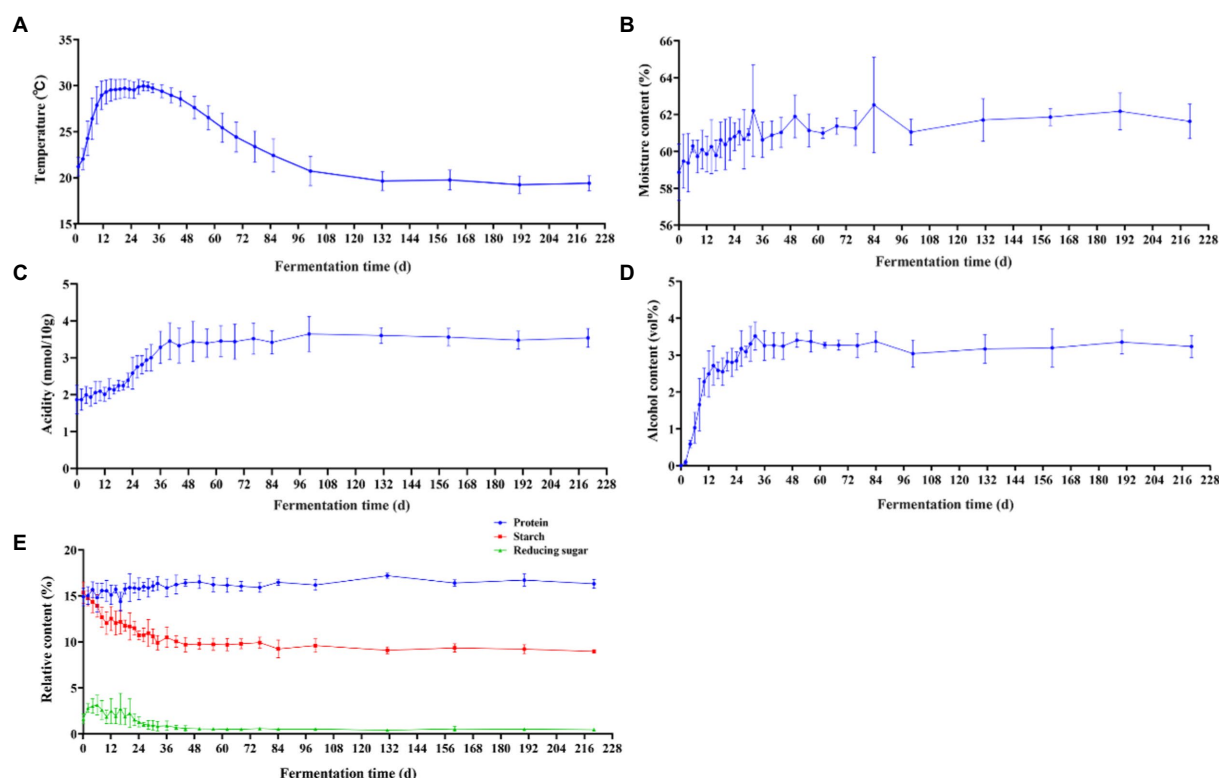 A
Temperature (℃)
35
30
25
20
15
0 12 24 36 48 60 72 84 96 108 132 144 156 168 180 192 204 216 228
Fermentation time (d)
B
Moisture content (%)
66
64
62
60
58
56
0 12 24 36 48 60 72 84 96 108 132 144 156 168 180 192 204 216 228
Fermentation time (d)
C
Acidity (mmol/10g)
5
4
3
2
1
0
0 12 24 36 48 60 72 84 96 108 132 144 156 168 180 192 204 216 228
Fermentation time (d)
D
Alcohol content (vol%)
5
4
3
2
1
0
0 12 24 36 48 60 72 84 96 108 132 144 156 168 180 192 204 216 228
Fermentation time (d)
E
Protein
Starch
Reducing sugar
Relative content (%)
20
15
10
5
0
0 12 24 36 48 60 72 84 96 108 132 144 156 168 180 192 204 216 228
Fermentation time (d)